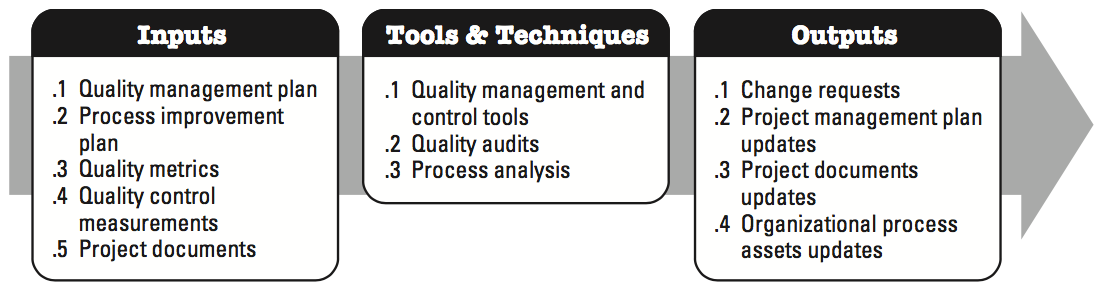 Inputs
.1 Quality management plan
.2 Process improvement
plan
.3 Quality metrics
.4 Quality control
measurements
.5 Project documents
Tools & Techniques
.1 Quality management and
control tools
.2 Quality audits
.3 Process analysis
Outputs
.1 Change requests
.2 Project management plan
updates
.3 Project documents
updates
.4 Organizational process
assets updates